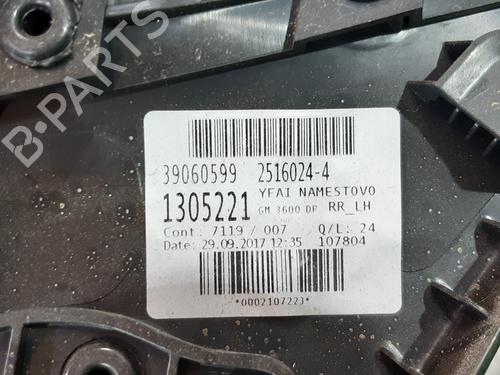 B-PARTS
39060599 2516024-4
YFAI NAMESTOVO
1305221 GM 3600 DP RR_LH
Cont: 7119 / 007 Q/L: 24
Date: 29.09.2017 12:35 107804
*0002107223*